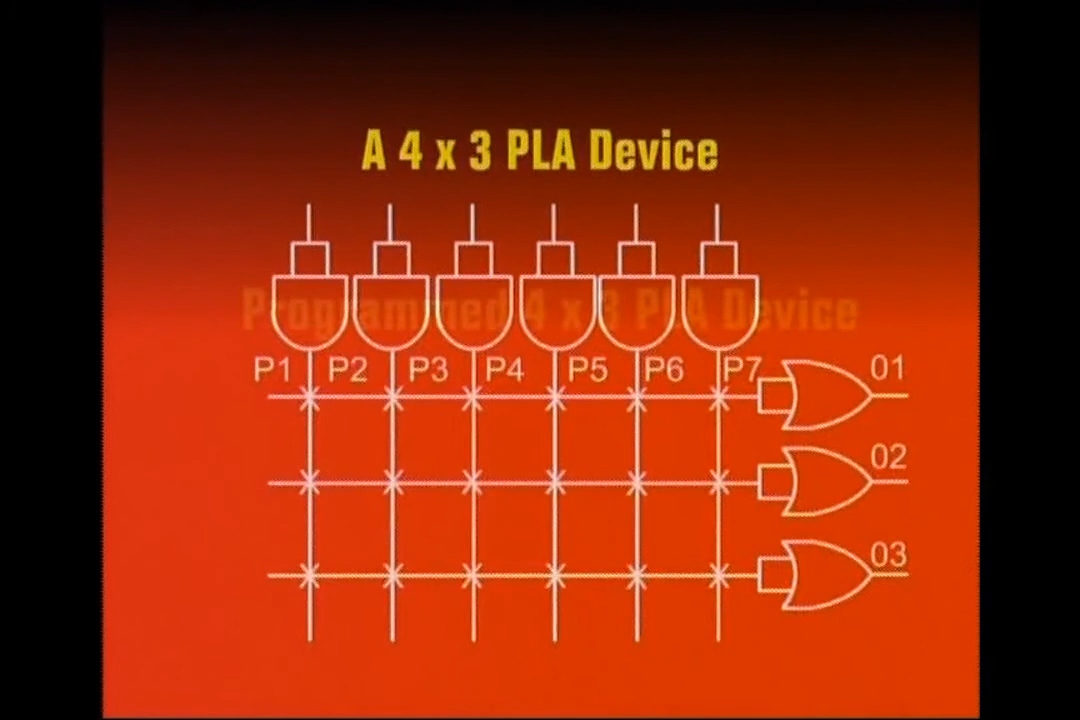 A 4 x 3 PLA Device
Programmed 4 x 3 PLA Device
P1 P2 P3 P4 P5 P6 P7
01
02
03